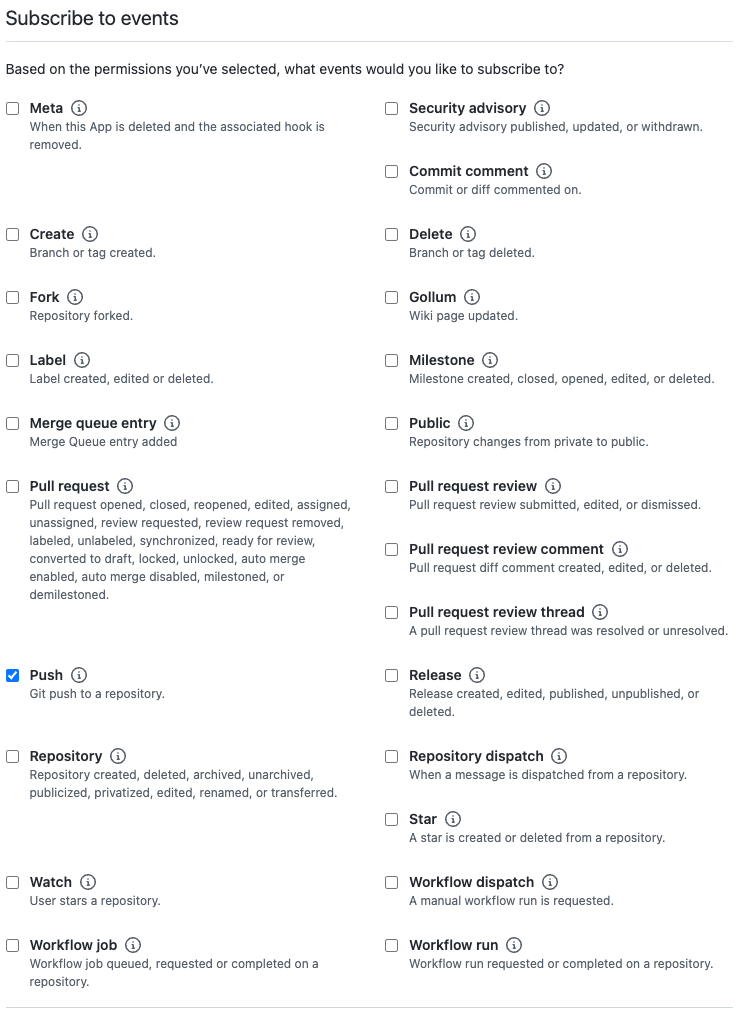 Subscribe to events
Based on the permissions you’ve selected, what events would you like to subscribe to?
Meta
When this App is deleted and the associated hook is
removed.
Security advisory
Security advisory published, updated, or withdrawn.
Commit comment
Commit or diff commented on.
Create
Branch or tag created.
Delete
Branch or tag deleted.
Fork
Repository forked.
Gollum
Wiki page updated.
Label
Label created, edited or deleted.
Milestone
Milestone created, closed, opened, edited, or deleted.
Merge queue entry
Merge Queue entry added
Public
Repository changes from private to public.
Pull request
Pull request opened, closed, reopened, edited, assigned,
unassigned, review requested, review request removed,
labeled, unlabeled, synchronized, ready for review,
converted to draft, locked, unlocked, auto merge
enabled, auto merge disabled, milestoned, or
demilestoned.
Pull request review
Pull request review submitted, edited, or dismissed.
Pull request review comment
Pull request diff comment created, edited, or deleted.
Pull request review thread
A pull request review thread was resolved or unresolved.
Push
Git push to a repository.
Release
Release created, edited, published, unpublished, or
deleted.
Repository
Repository created, deleted, archived, unarchived,
publicized, privatized, edited, renamed, or transferred.
Repository dispatch
When a message is dispatched from a repository.
Star
A star is created or deleted from a repository.
Watch
User stars a repository.
Workflow dispatch
A manual workflow run is requested.
Workflow job
Workflow job queued, requested or completed on a
repository.
Workflow run
Workflow run requested or completed on a repository.